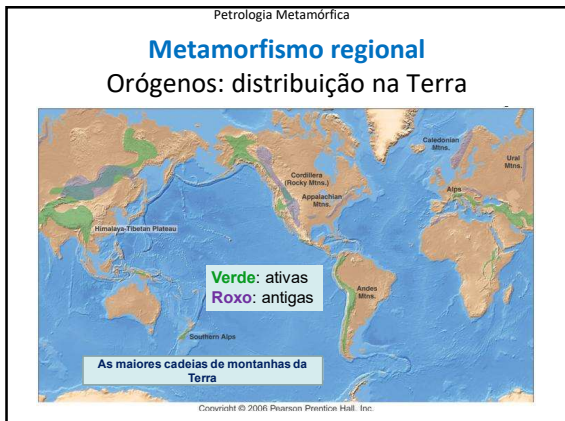 Petrologia Metamórfica
Metamorfismo regional
Orógenos: distribuição na Terra
Caledonian
Mtns.
Ural
Mtns.
Cordillera
(Rocky Mtns.)
Appalachian
Mtns.
Alps
Himalaya-Tibetan Plateau
Verde: ativas
Roxo: antigas
Andes
Mtns.
Southern Alps
As maiores cadeias de montanhas da
Terra
Copyright © 2006 Pearson Prentice Hall, Inc.